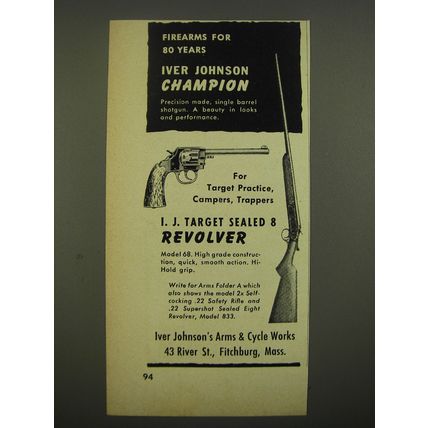 FIREARMS FOR
80 YEARS
IVER JOHNSON
CHAMPION
Precision made, single barrel
shotgun. A beauty in looks
and performance.
For
Target Practice,
Campers, Trappers
I. J. TARGET SEALED 8
REVOLVER
Model 68. High grade construc-
tion, quick, smooth action. Hi-
Hold grip.
Write for Arms Folder A which
also shows the model 2x Self-
cocking .22 Safety Rifle and
.22 Supershot Sealed Eight
Revolver, Model 833.
Iver Johnson's Arms & Cycle Works
43 River St., Fitchburg, Mass.
94